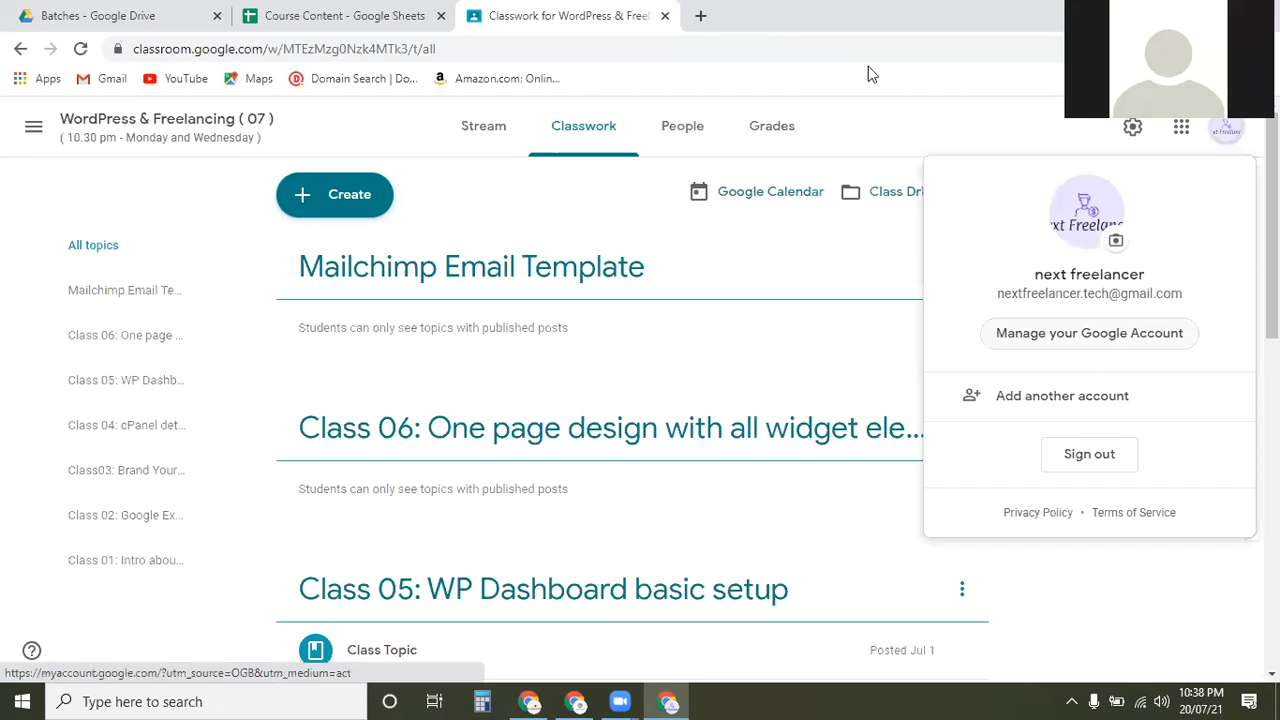 Batches - Google Drive
Course Content - Google Sheets
Classwork for WordPress & Freel
classroom.google.com/w/MTEzMzg0Nzk4MTk3/t/all
Apps
Gmail
YouTube
Maps
Domain Search | Do...
Amazon.com: Onlin...
WordPress & Freelancing ( 07 )
( 10.30 pm - Monday and Wednesday )
Stream
Classwork
People
Grades
Create
Google Calendar
Class Dri
All topics
Mailchimp Email Te...
Class 06: One page ...
Class 05: WP Dashb...
Class 04: cPanel det...
Class03: Brand Your...
Class 02: Google Ex...
Class 01: Intro abou...
Mailchimp Email Template
Students can only see topics with published posts
Class 06: One page design with all widget ele...
Students can only see topics with published posts
Class 05: WP Dashboard basic setup
Class Topic
Posted Jul 1
next freelancer
nextfreelancer.tech@gmail.com
Manage your Google Account
Add another account
Sign out
Privacy Policy • Terms of Service
https://myaccount.google.com/?utm_source=OGB&utm_medium=act
Type here to search
10:38 PM
20/07/21